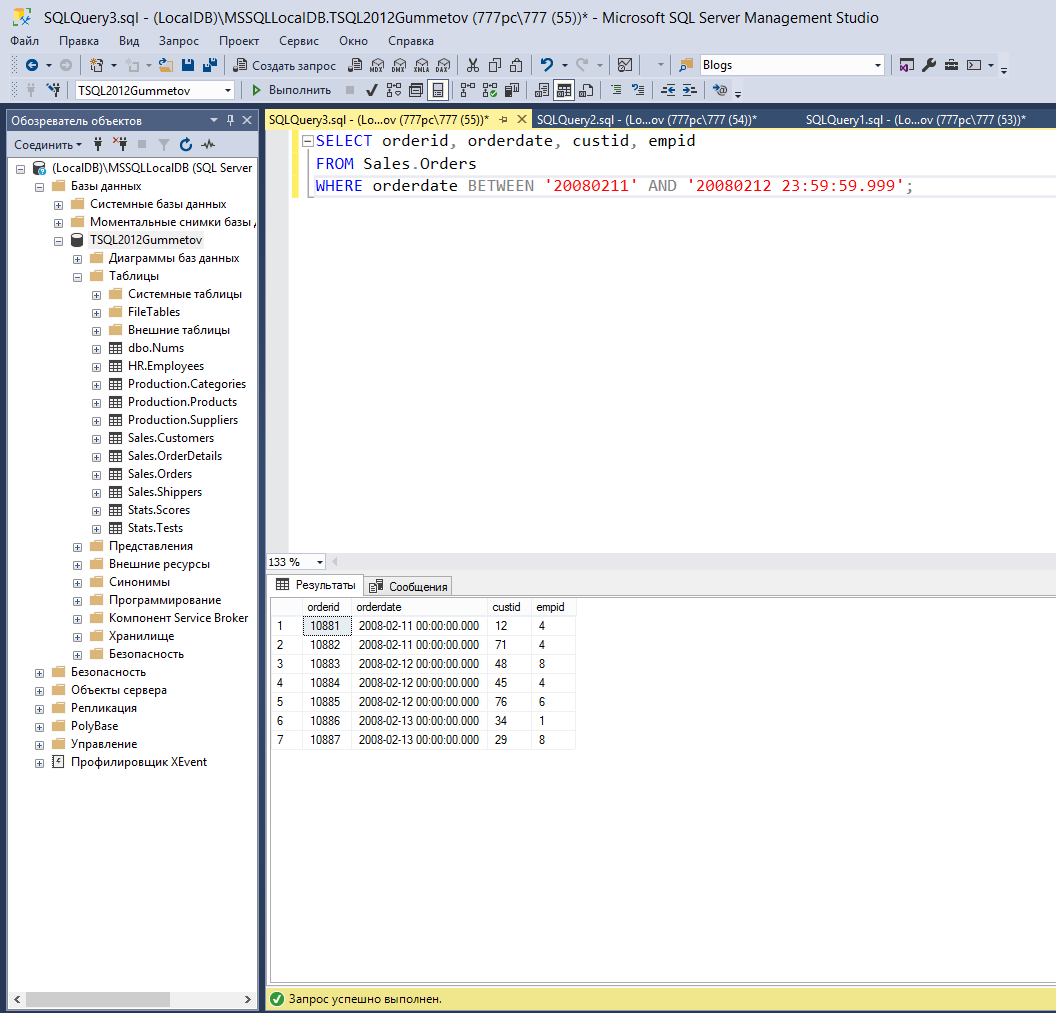 SQLQuery3.sql - (LocalDB)\MSSQLLocalDB.TSQL2012Gummetov (777pc\777 (55))* - Microsoft SQL Server Management Studio
Файл Правка Вид Запрос Проект Сервис Окно Справка
Создать запрос MDX DMX XMLA DAX Blogs
TSQL2012Gummetov Выполнить
Обозреватель объектов
Соединить
(LocalDB)\MSSQLLocalDB (SQL Server
Базы данных
Системные базы данных
Моментальные снимки базы
TSQL2012Gummetov
Диаграммы баз данных
Таблицы
Системные таблицы
FileTables
Внешние таблицы
dbo.Nums
HR.Employees
Production.Categories
Production.Products
Production.Suppliers
Sales.Customers
Sales.OrderDetails
Sales.Orders
Sales.Shippers
Stats.Scores
Stats.Tests
Представления
Внешние ресурсы
Синонимы
Программирование
Компонент Service Broker
Хранилище
Безопасность
Безопасность
Объекты сервера
Репликация
PolyBase
Управление
Профилировщик XEvent
SQLQuery3.sql - (Lo...ov (777pc\777 (55))* SQLQuery2.sql - (Lo...ov (777pc\777 (54))* SQLQuery1.sql - (Lo...ov (777pc\777 (53))*
SELECT orderid, orderdate, custid, empid
FROM Sales.Orders
WHERE orderdate BETWEEN '20080211' AND '20080212 23:59:59.999';
133 %
Результаты Сообщения
orderid orderdate custid empid
1 10881 2008-02-11 00:00:00.000 12 4
2 10882 2008-02-11 00:00:00.000 71 4
3 10883 2008-02-12 00:00:00.000 48 8
4 10884 2008-02-12 00:00:00.000 45 4
5 10885 2008-02-12 00:00:00.000 76 6
6 10886 2008-02-13 00:00:00.000 34 1
7 10887 2008-02-13 00:00:00.000 29 8
Запрос успешно выполнен.